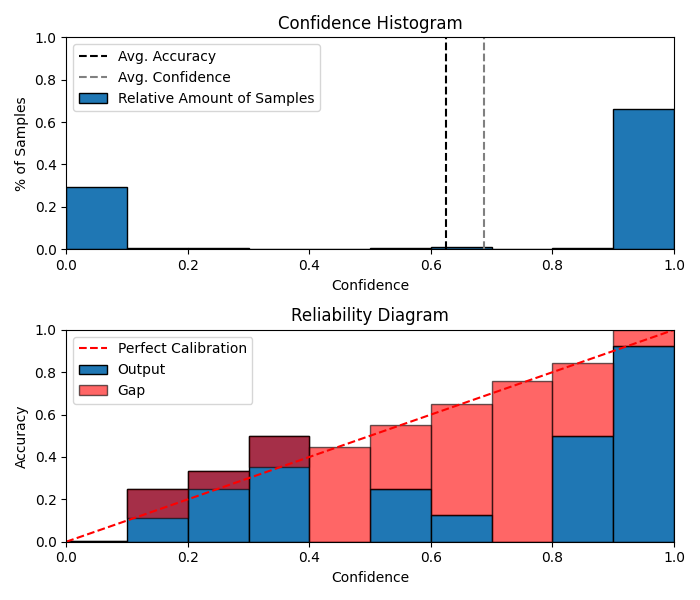 Confidence Histogram
1.0
0.8
0.6
0.4
0.2
0.0
% of Samples
Avg. Accuracy
Avg. Confidence
Relative Amount of Samples
0.0 0.2 0.4 0.6 0.8 1.0
Confidence
Reliability Diagram
1.0
0.8
0.6
0.4
0.2
0.0
Accuracy
Perfect Calibration
Output
Gap
0.0 0.2 0.4 0.6 0.8 1.0
Confidence